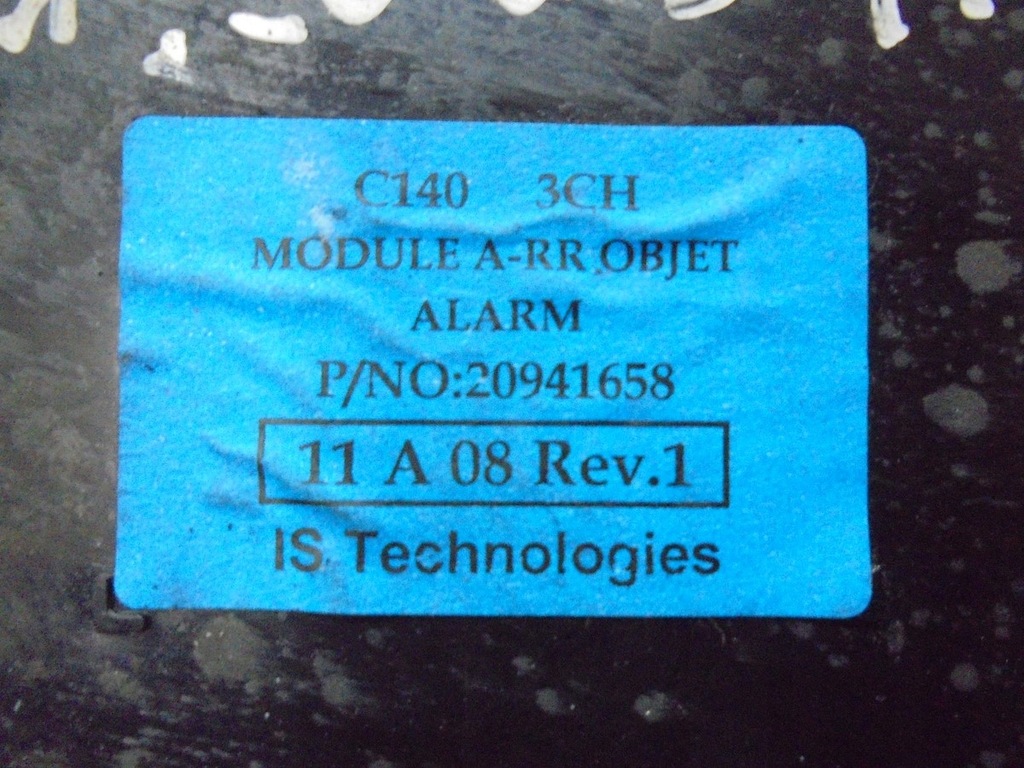 C140 3CH
MODULE A-RR OBJET
ALARM
P/NO:20941658
11 A 08 Rev.1
IS Technologies